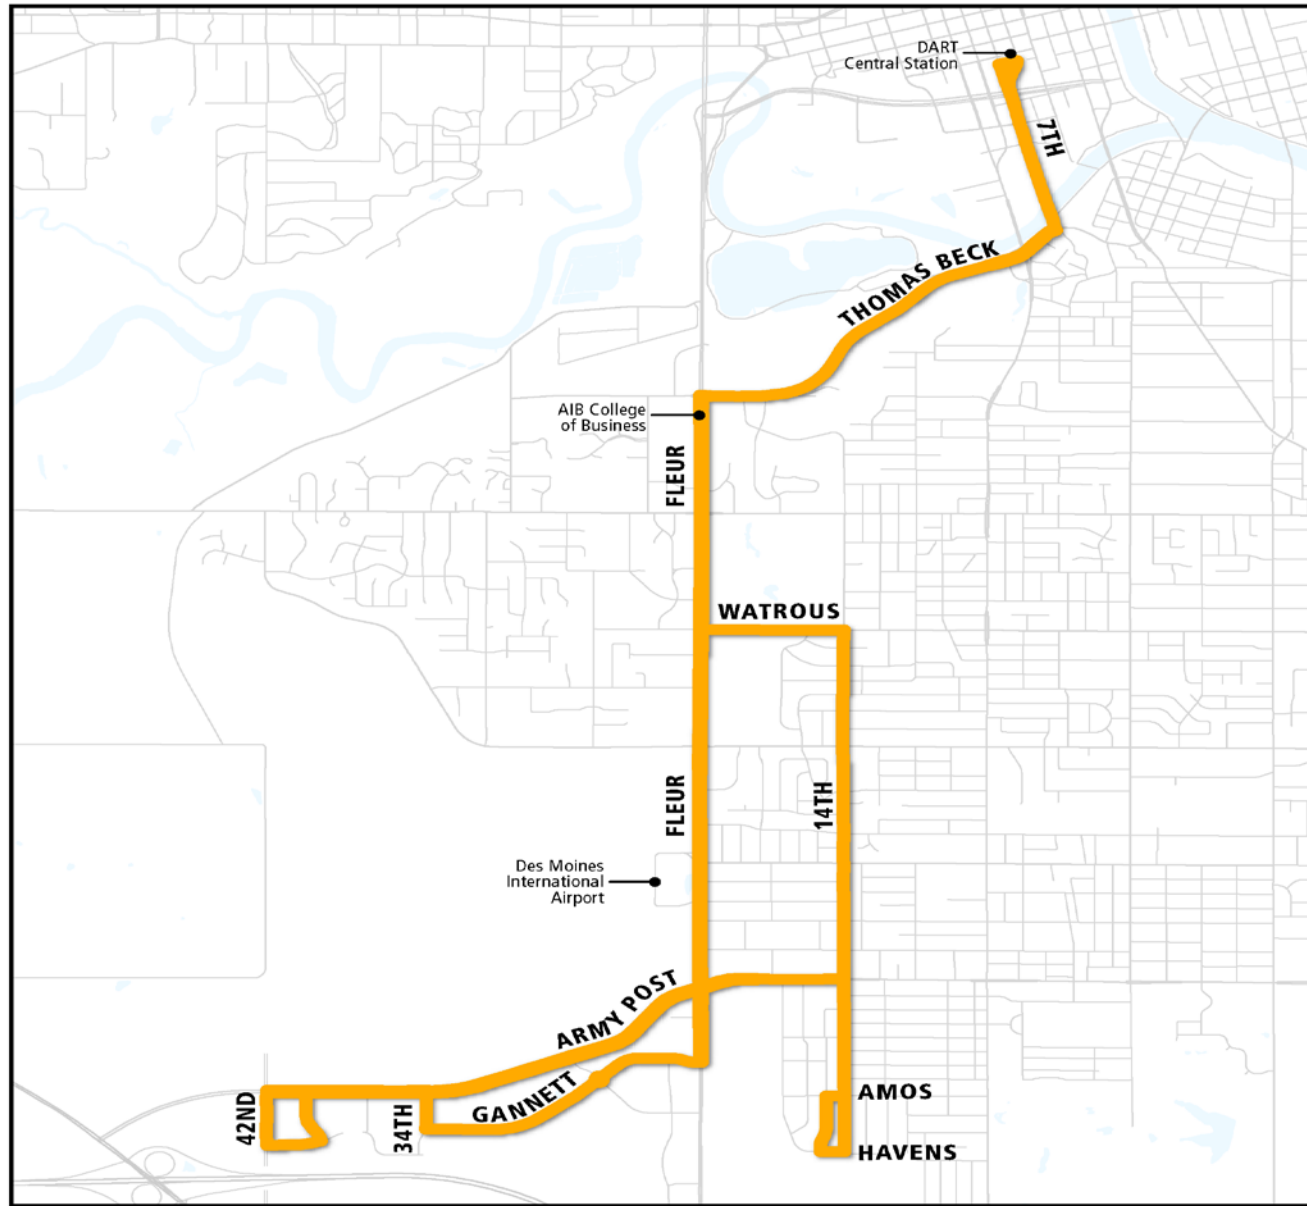 DART
Central Station
7TH
THOMAS BECK
AIB College
of Business
FLEUR
WATROUS
FLEUR
14TH
Des Moines
International
Airport
ARMY POST
GANNETT
42ND
34TH
AMOS
HAVENS